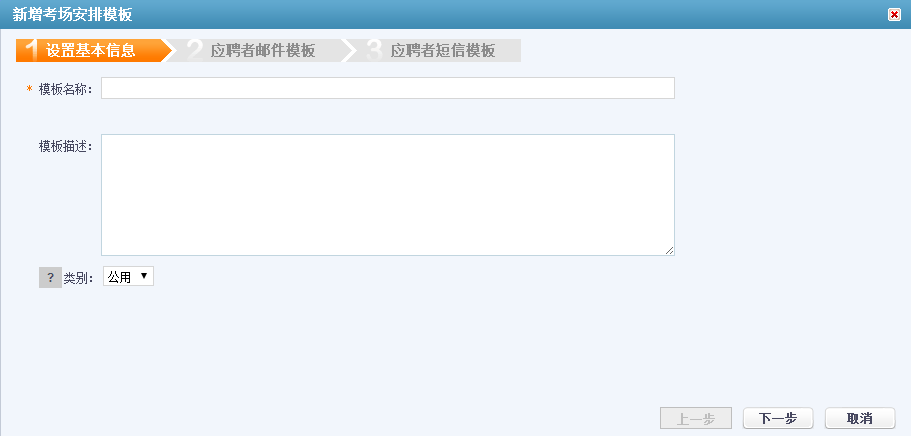 新增考场安排模板
1 设置基本信息 2 应聘者邮件模板 3 应聘者短信模板
* 模板名称：
模板描述：
? 类别： 公用 ▼
上一步 下一步 取消